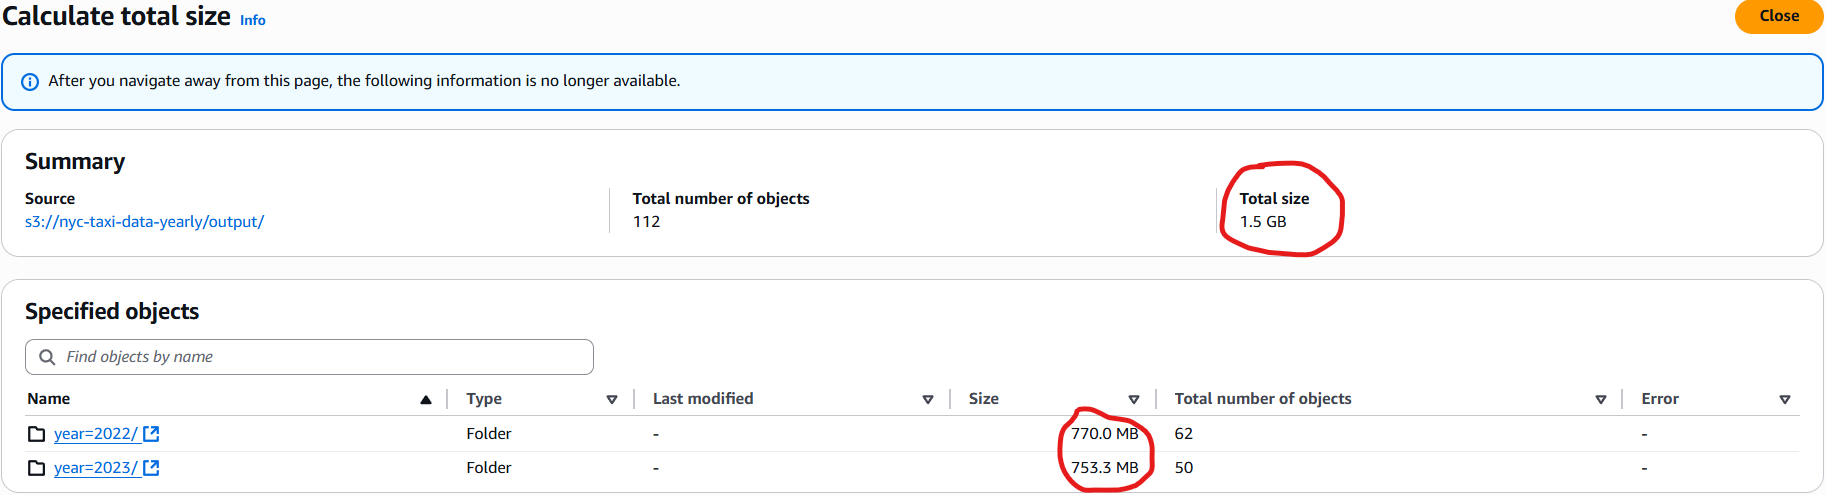 Calculate total size Info
Close
After you navigate away from this page, the following information is no longer available.
Summary
Source
s3://nyc-taxi-data-yearly/output/
Total number of objects
112
Total size
1.5 GB
Specified objects
Find objects by name
Name Type Last modified Size Total number of objects Error
year=2022/ Folder - 770.0 MB 62 -
year=2023/ Folder - 753.3 MB 50 -